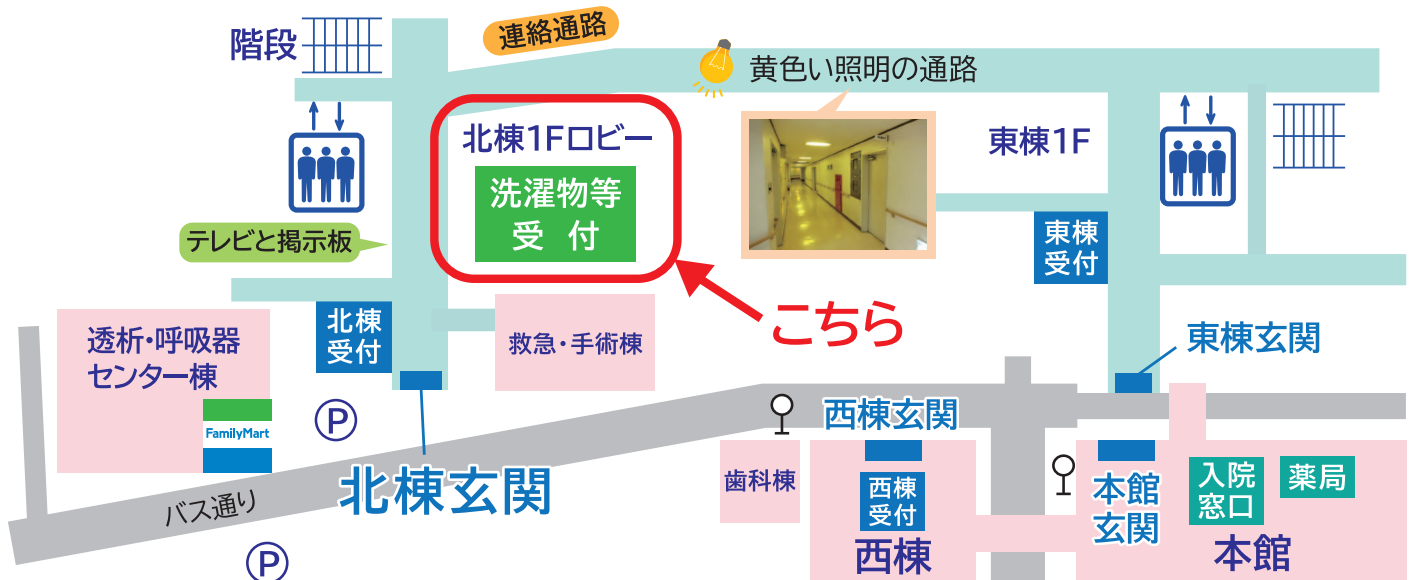 階段
連絡通路
黄色い照明の通路
北棟1Fロビー
洗濯物等
受 付
東棟1F
テレビと掲示板
東棟
受付
こちら
北棟
受付
透析・呼吸器
センター棟
救急・手術棟
東棟玄関
FamilyMart
P
西棟玄関
北棟玄関
バス通り
歯科棟
西棟
受付
本館
玄関
入院
窓口
薬局
西棟
本館
P